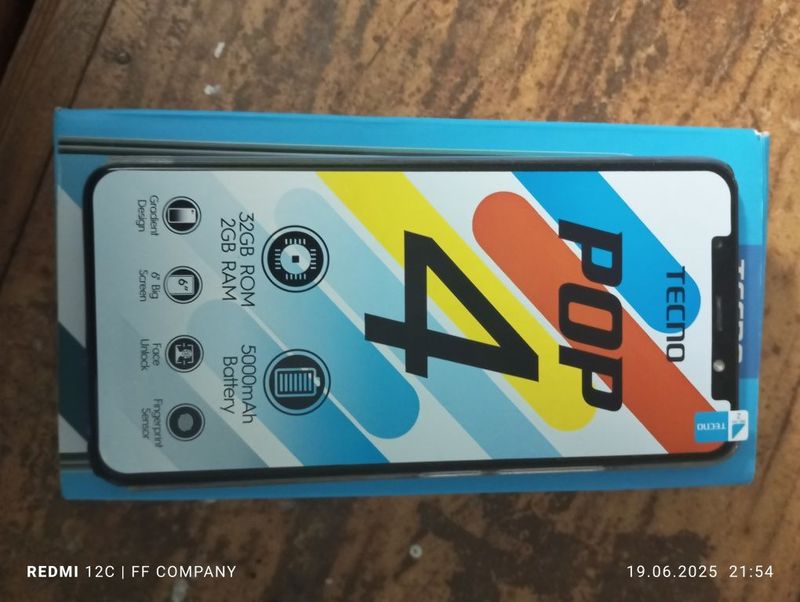 TECNO
POP
4
32GB ROM
2GB RAM
5000mAh
Battery
Gradient
Design
6"
6" Big
Screen
Face
Unlock
Fingerprint
Sensor
TECNO
REDMI 12C | FF COMPANY
19.06.2025 21:54